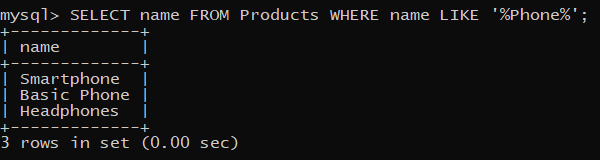 mysql> SELECT name FROM Products WHERE name LIKE '%Phone%';
+-------------+
| name        |
+-------------+
| Smartphone  |
| Basic Phone |
| Headphones  |
+-------------+
3 rows in set (0.00 sec)